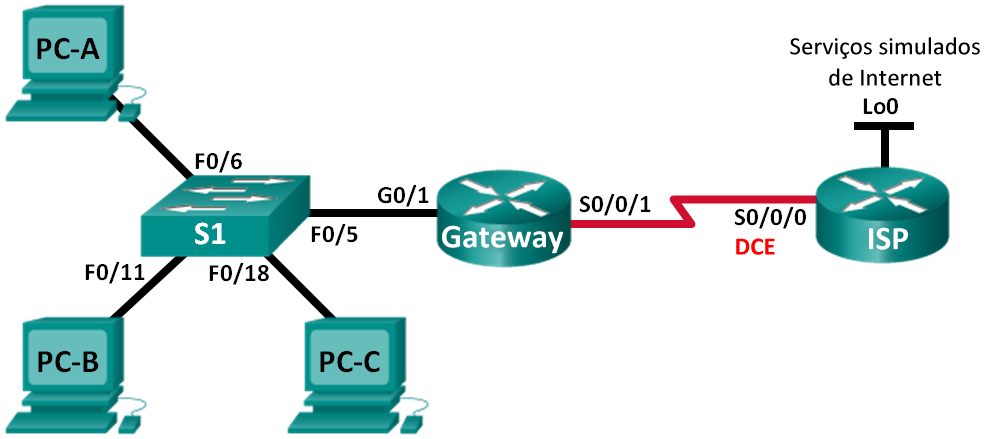 PC-A
Serviços simulados
de Internet
Lo0
F0/6
G0/1
S0/0/1
S0/0/0
DCE
S1
F0/5
Gateway
ISP
F0/11
F0/18
PC-B
PC-C